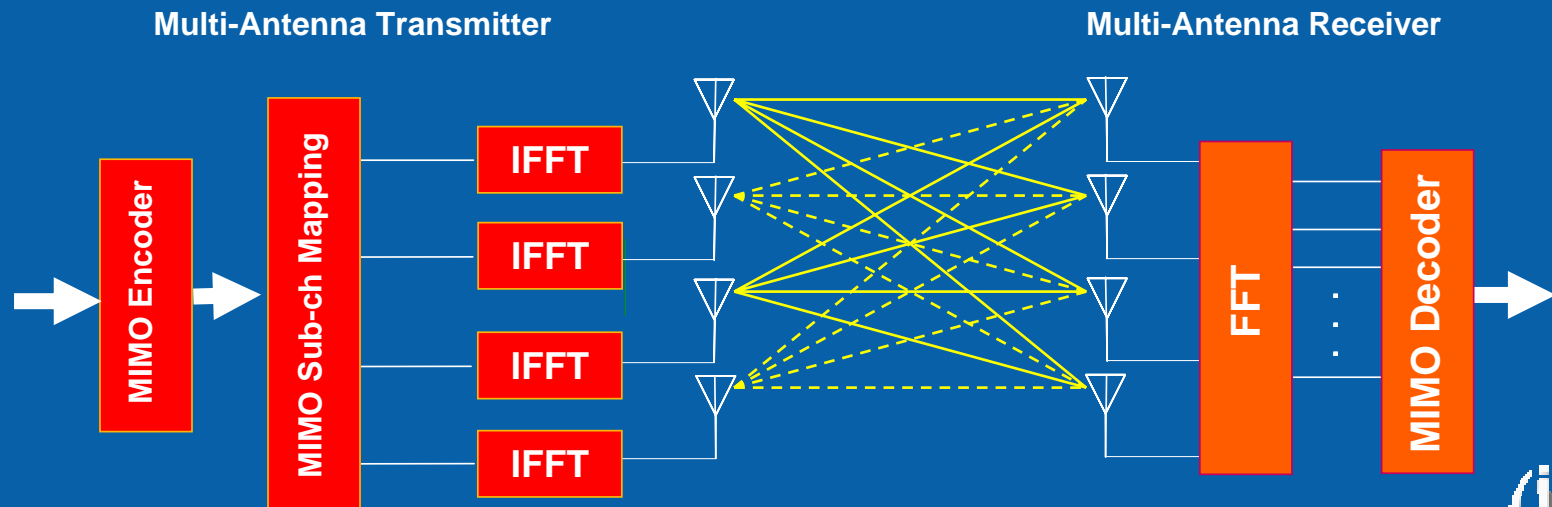 Multi-Antenna Transmitter
Multi-Antenna Receiver
MIMO Encoder
MIMO Sub-ch Mapping
IFFT
IFFT
IFFT
IFFT
FFT
. . .
MIMO Decoder